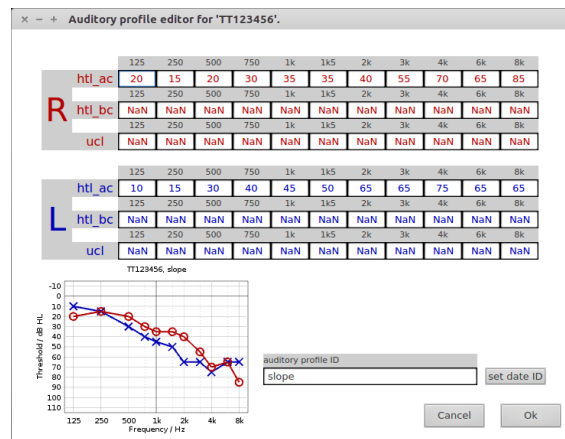 × − + Auditory profile editor for 'TT123456'.
125 250 500 750 1k 1k5 2k 3k 4k 6k 8k
htl_ac 20 15 20 30 35 35 40 55 70 65 85
125 250 500 750 1k 1k5 2k 3k 4k 6k 8k
R htl_bc NaN NaN NaN NaN NaN NaN NaN NaN NaN NaN NaN
125 250 500 750 1k 1k5 2k 3k 4k 6k 8k
ucl NaN NaN NaN NaN NaN NaN NaN NaN NaN NaN NaN
125 250 500 750 1k 1k5 2k 3k 4k 6k 8k
htl_ac 10 15 30 40 45 50 65 65 75 65 65
125 250 500 750 1k 1k5 2k 3k 4k 6k 8k
L htl_bc NaN NaN NaN NaN NaN NaN NaN NaN NaN NaN NaN
125 250 500 750 1k 1k5 2k 3k 4k 6k 8k
ucl NaN NaN NaN NaN NaN NaN NaN NaN NaN NaN NaN
TT123456, slope
-10
0
10
20
30
40
50
60
70
80
90
100
110
Threshold / dB HL
125 250 500 1k 2k 4k 8k
Frequency / Hz
auditory profile ID
slope set date ID
Cancel Ok